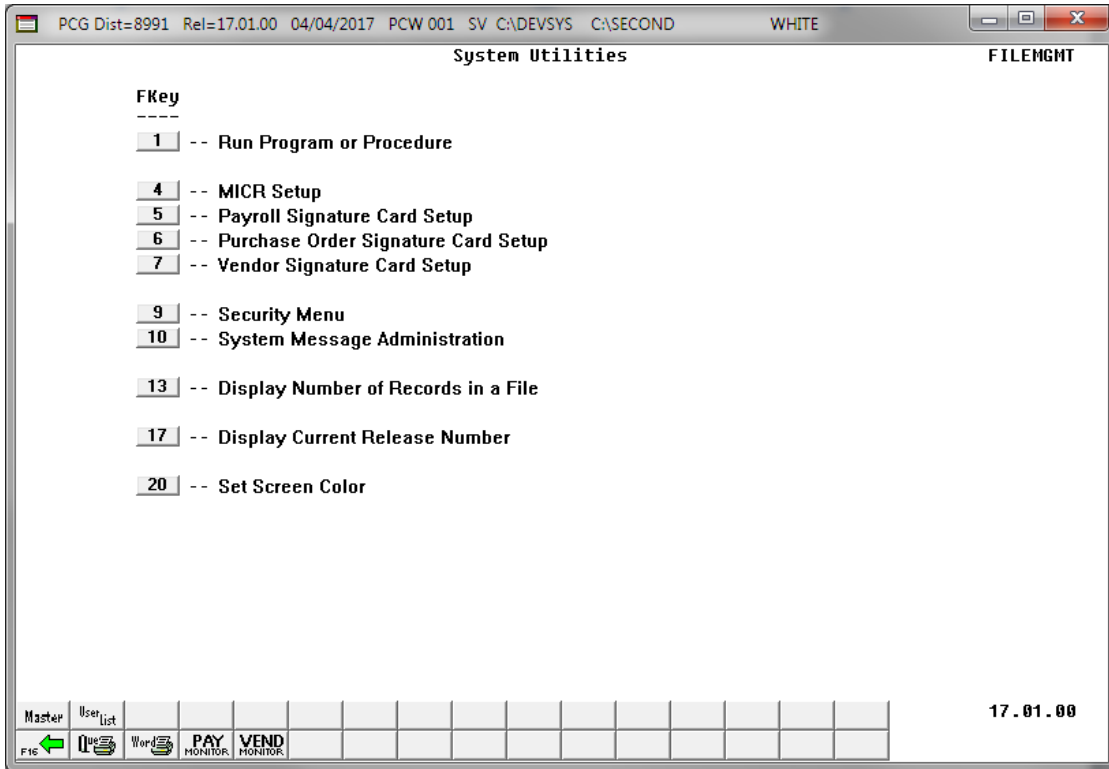 PCG Dist=8991 Rel=17.01.00 04/04/2017 PCW 001 SV C:\DEVSYS C:\SECOND WHITE
System Utilities FILEMGMT
FKey
----
1 -- Run Program or Procedure
4 -- MICR Setup
5 -- Payroll Signature Card Setup
6 -- Purchase Order Signature Card Setup
7 -- Vendor Signature Card Setup
9 -- Security Menu
10 -- System Message Administration
13 -- Display Number of Records in a File
17 -- Display Current Release Number
20 -- Set Screen Color
Master User List 17.01.00
F16 Que Word PAY MONITOR VEND MONITOR